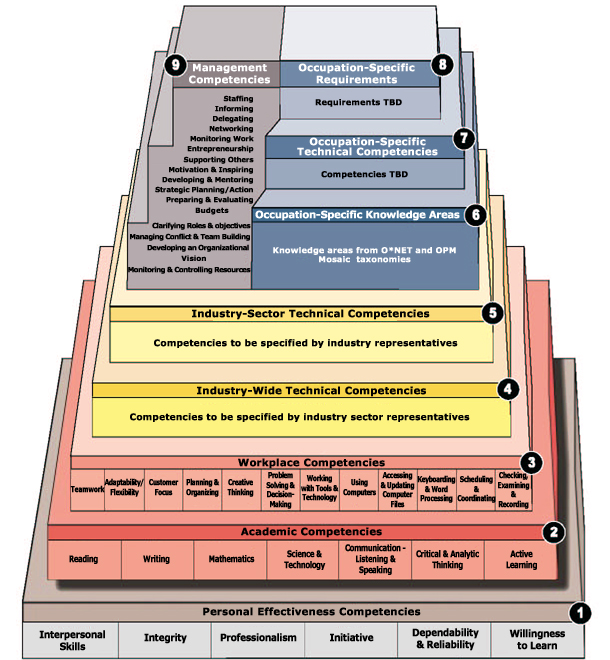 9
Management
Competencies
Occupation-Specific
Requirements
8
Staffing
Informing
Delegating
Networking
Monitoring Work
Entrepreneurship
Supporting Others
Motivation & Inspiring
Developing & Mentoring
Strategic Planning/Action
Preparing & Evaluating
Budgets
Clarifying Roles & objectives
Managing Conflict & Team Building
Developing an Organizational
Vision
Monitoring & Controlling Resources
Requirements TBD
Occupation-Specific
Technical Competencies
7
Competencies TBD
Occupation-Specific Knowledge Areas
6
Knowledge areas from O*NET and OPM
Mosaic taxonomies
Industry-Sector Technical Competencies
5
Competencies to be specified by industry representatives
Industry-Wide Technical Competencies
4
Competencies to be specified by industry sector representatives
Workplace Competencies
3
Teamwork
Adaptability/
Flexibility
Customer
Focus
Planning &
Organizing
Creative
Thinking
Problem
Solving &
Decision-
Making
Working
with Tools &
Technology
Using
Computers
Accessing
& Updating
Computer
Files
Keyboarding
& Word
Processing
Scheduling
&
Coordinating
Checking,
Examining
&
Recording
Academic Competencies
2
Reading
Writing
Mathematics
Science &
Technology
Communication -
Listening &
Speaking
Critical & Analytic
Thinking
Active
Learning
Personal Effectiveness Competencies
1
Interpersonal
Skills
Integrity
Professionalism
Initiative
Dependability
& Reliability
Willingness
to Learn